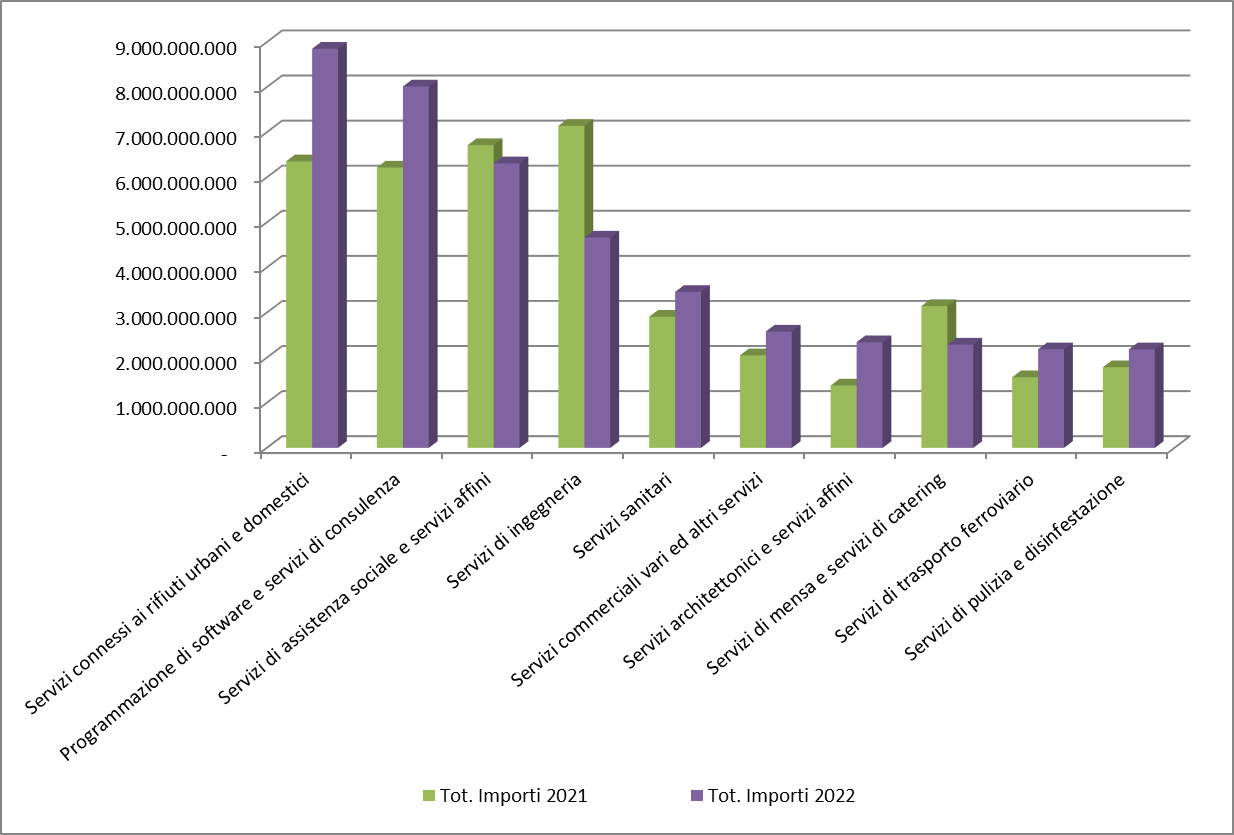 9.000.000.000
8.000.000.000
7.000.000.000
6.000.000.000
5.000.000.000
4.000.000.000
3.000.000.000
2.000.000.000
1.000.000.000
-
Servizi connessi ai rifiuti urbani e domestici
Programmazione di software e servizi di consulenza
Servizi di assistenza sociale e servizi affini
Servizi di ingegneria
Servizi sanitari
Servizi commerciali vari ed altri servizi
Servizi architettonici e servizi affini
Servizi di mensa e servizi di catering
Servizi di trasporto ferroviario
Servizi di pulizia e disinfestazione
Tot. Importi 2021
Tot. Importi 2022